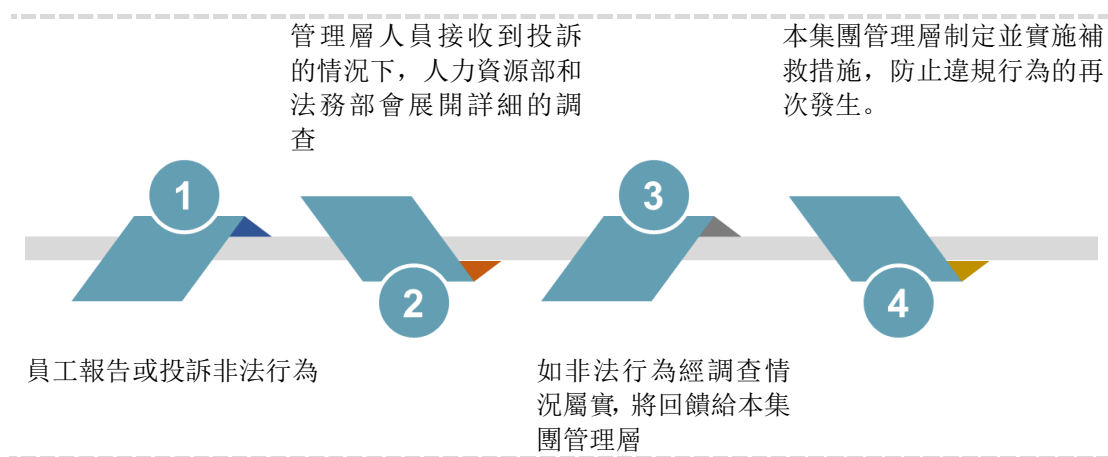 管理層人員接收到投訴
的情況下，人力資源部和
法務部會展開詳細的調
查
本集團管理層制定並實施補
救措施，防止違規行為的再
次發生。
1
2
3
4
員工報告或投訴非法行為
如非法行為經調查情
況屬實，將回饋給本集
團管理層